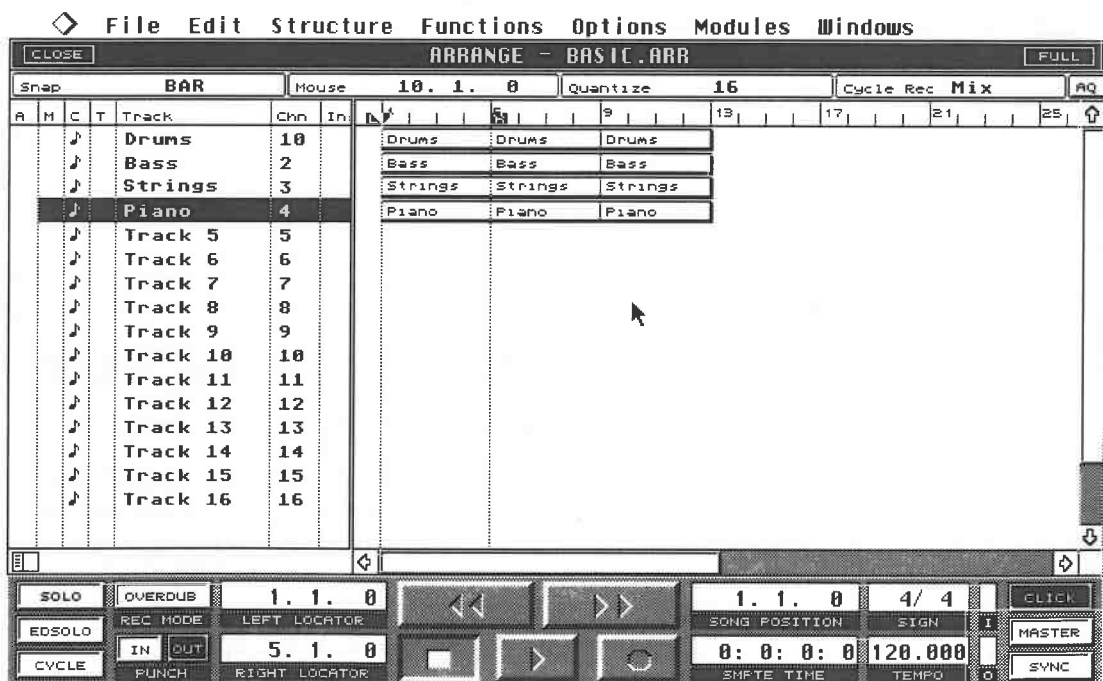 File Edit Structure Functions Options Modules Windows
CLOSE ARRANGE - BASIC.ARR FULL
Snap BAR Mouse 10. 1. 0 Quantize 16 Cycle Rec Mix AQ
A M C T Track Chn In 5 9 13 17 21 25
Drums 10 Drums Drums Drums
Bass 2 Bass Bass Bass
Strings 3 Strings Strings Strings
Piano 4 Piano Piano Piano
Track 5 5
Track 6 6
Track 7 7
Track 8 8
Track 9 9
Track 10 10
Track 11 11
Track 12 12
Track 13 13
Track 14 14
Track 15 15
Track 16 16
SOLO OVERDUB 1. 1. 0 1. 1. 0 4/ 4 CLICK
REC MODE LEFT LOCATOR SONG POSITION SIGN I
EDSOLO MASTER
IN OUT 5. 1. 0 0: 0: 0: 0 120.000
CYCLE SYNC
PUNCH RIGHT LOCATOR SMPTE TIME TEMPO O